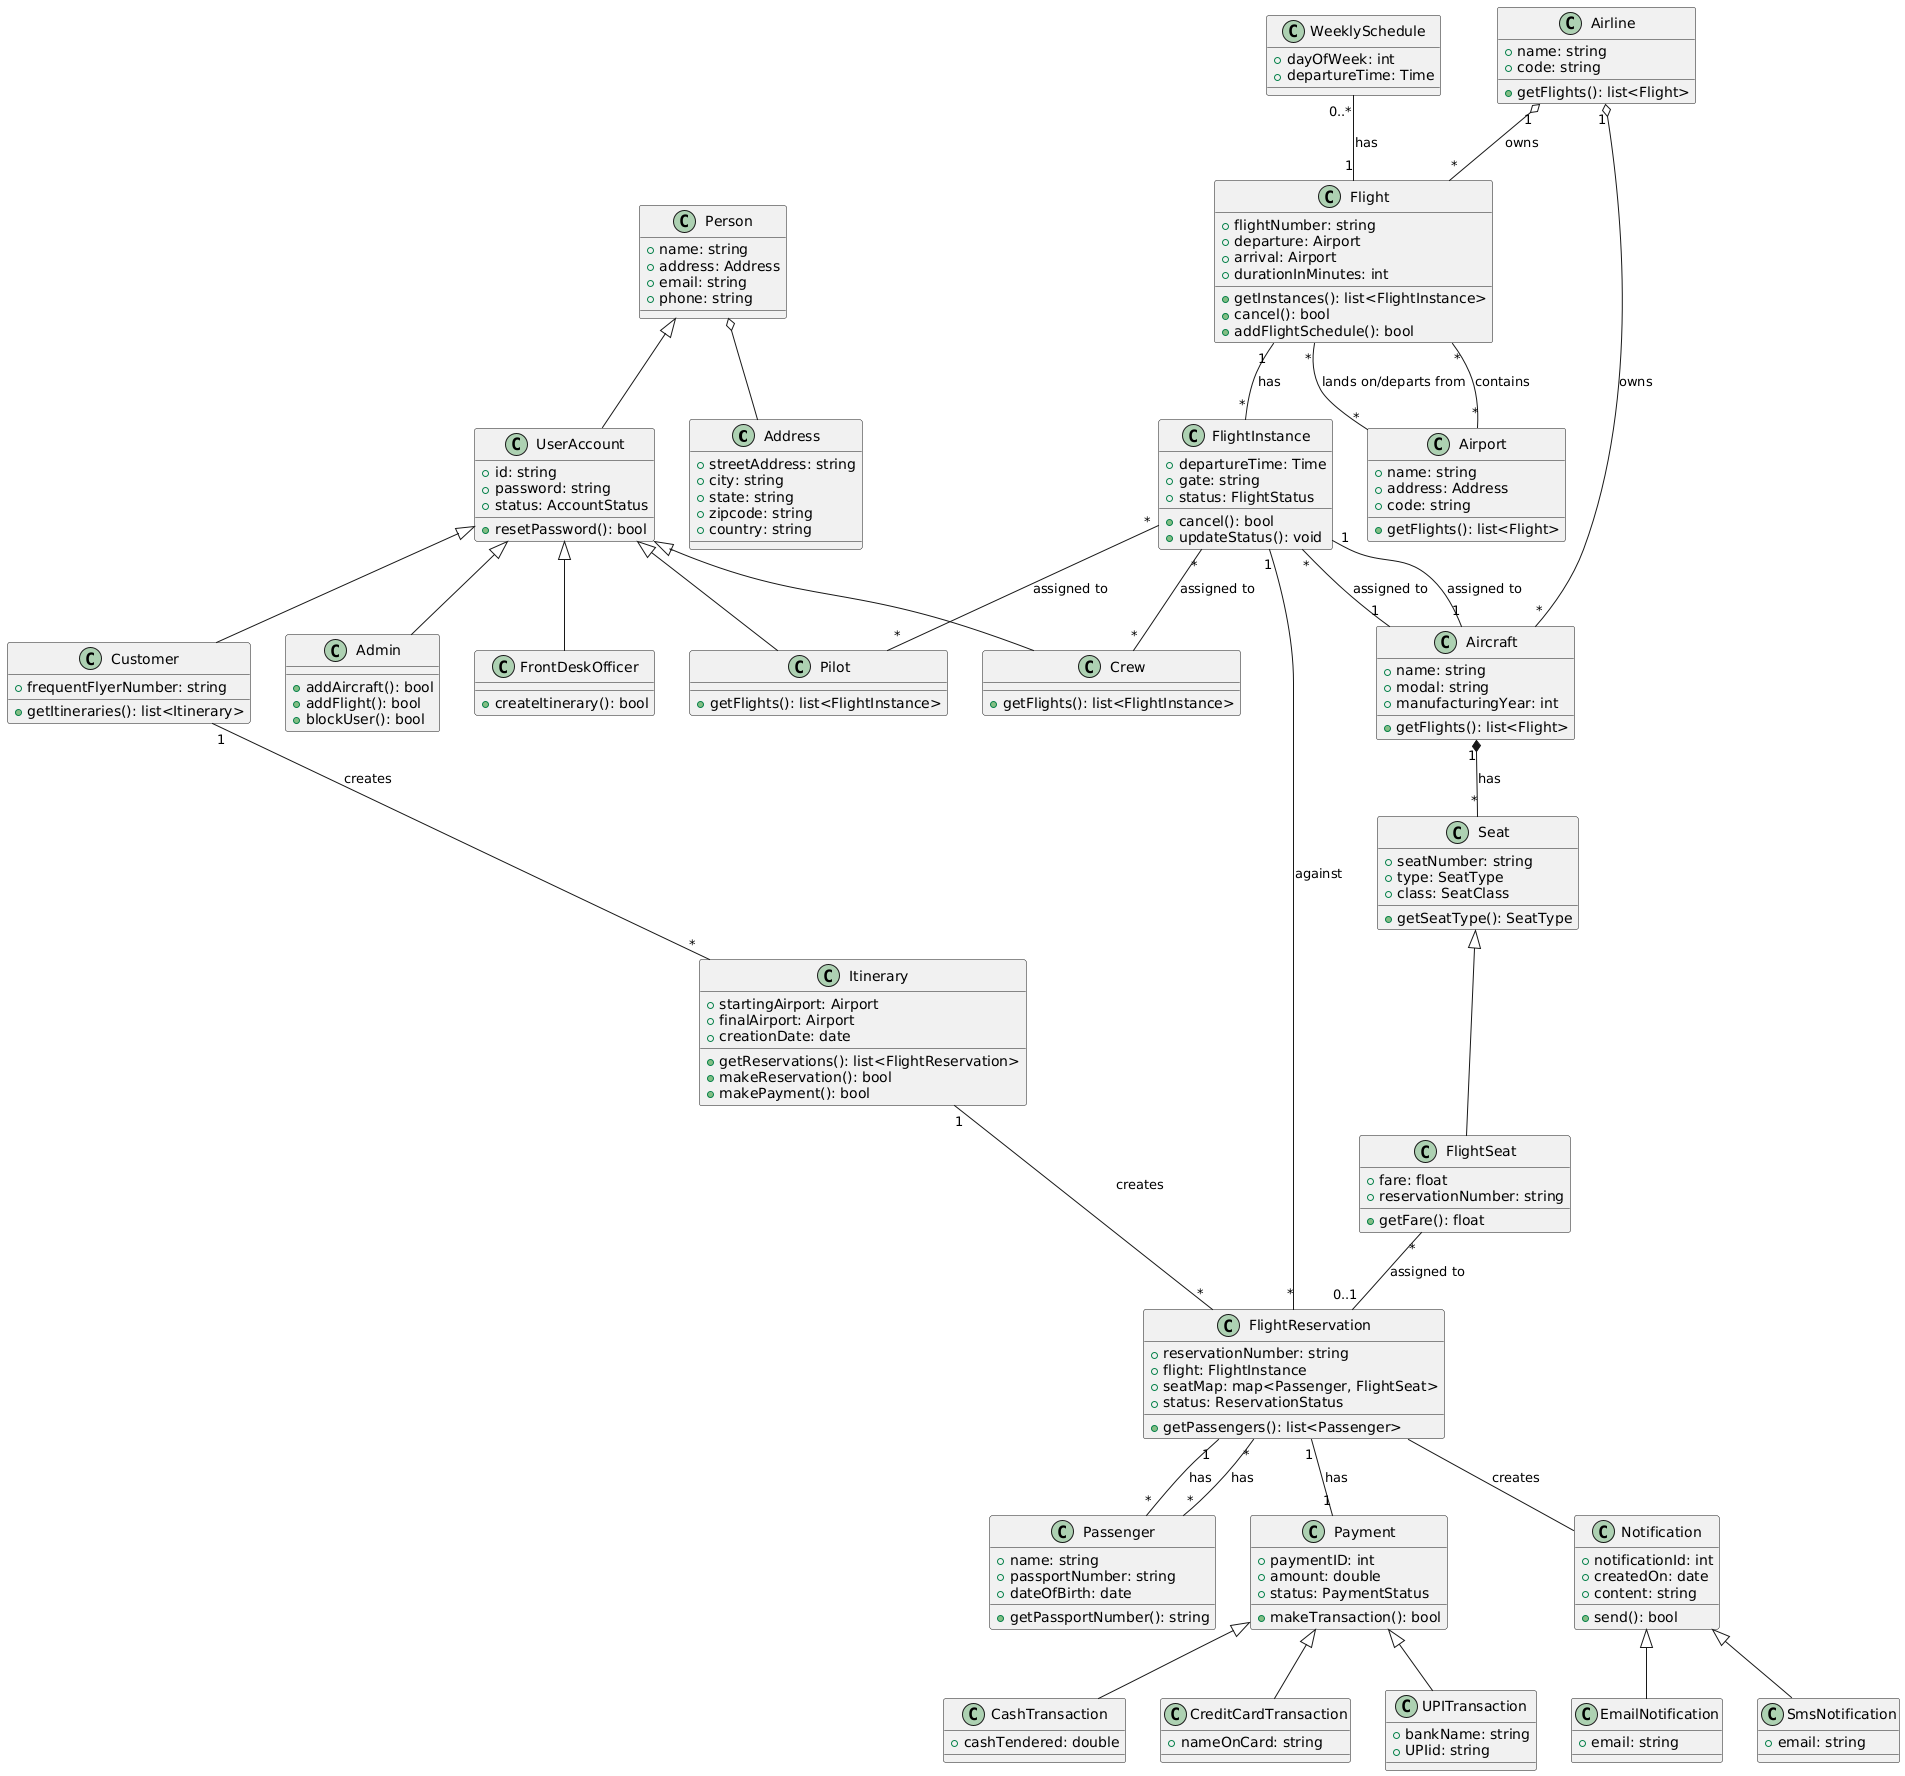 WeeklySchedule
dayOfWeek: int
departureTime: Time
Airline
name: string
code: string
getFlights(): list<Flight>
0..*
has
1
1
owns
*
1
owns
*
Person
name: string
address: Address
email: string
phone: string
Flight
flightNumber: string
departure: Airport
arrival: Airport
durationInMinutes: int
getInstances(): list<FlightInstance>
cancel(): bool
addFlightSchedule(): bool
1
has
*
*
lands on/departs from
*
*
contains
*
UserAccount
id: string
password: string
status: AccountStatus
resetPassword(): bool
Address
streetAddress: string
city: string
state: string
zipcode: string
country: string
FlightInstance
departureTime: Time
gate: string
status: FlightStatus
cancel(): bool
updateStatus(): void
Airport
name: string
address: Address
code: string
getFlights(): list<Flight>
*
assigned to
*
*
assigned to
*
1
against
*
*
assigned to
1
1
assigned to
1
Customer
frequentFlyerNumber: string
getItineraries(): list<Itinerary>
Admin
addAircraft(): bool
addFlight(): bool
blockUser(): bool
FrontDeskOfficer
createItinerary(): bool
Pilot
getFlights(): list<FlightInstance>
Crew
getFlights(): list<FlightInstance>
Aircraft
name: string
modal: string
manufacturingYear: int
getFlights(): list<Flight>
1
creates
*
1
has
*
Seat
seatNumber: string
type: SeatType
class: SeatClass
getSeatType(): SeatType
Itinerary
startingAirport: Airport
finalAirport: Airport
creationDate: date
getReservations(): list<FlightReservation>
makeReservation(): bool
makePayment(): bool
1
creates
*
FlightSeat
fare: float
reservationNumber: string
getFare(): float
*
assigned to
0..1
FlightReservation
reservationNumber: string
flight: FlightInstance
seatMap: map<Passenger, FlightSeat>
status: ReservationStatus
getPassengers(): list<Passenger>
1
has
*
*
has
*
1
has
1
creates
Passenger
name: string
passportNumber: string
dateOfBirth: date
getPassportNumber(): string
Payment
paymentID: int
amount: double
status: PaymentStatus
makeTransaction(): bool
Notification
notificationId: int
createdOn: date
content: string
send(): bool
CashTransaction
cashTendered: double
CreditCardTransaction
nameOnCard: string
UPITransaction
bankName: string
UPIid: string
EmailNotification
email: string
SmsNotification
email: string